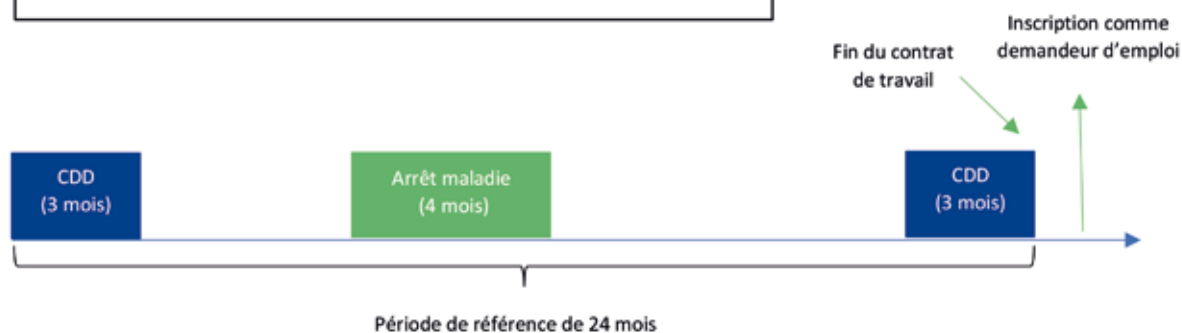 Inscription comme
demandeur d'emploi
Fin du contrat
de travail
CDD
(3 mois)
Arrêt maladie
(4 mois)
CDD
(3 mois)
Période de référence de 24 mois